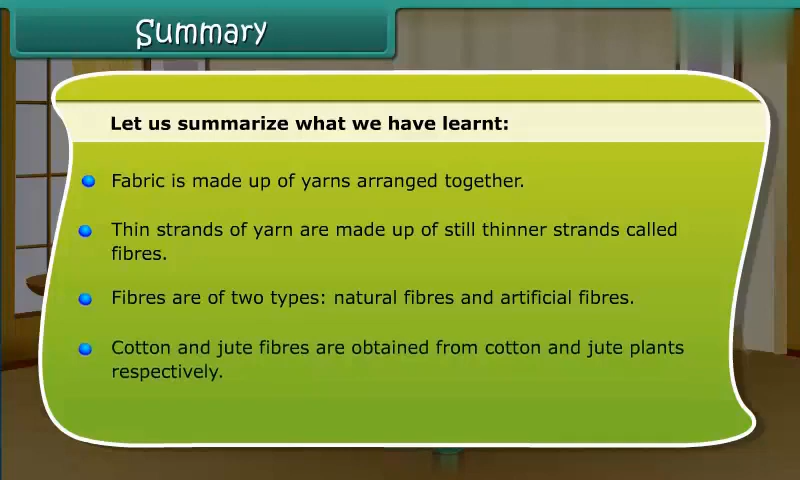 Summary
Let us summarize what we have learnt:
Fabric is made up of yarns arranged together.
Thin strands of yarn are made up of still thinner strands called
fibres.
Fibres are of two types: natural fibres and artificial fibres.
Cotton and jute fibres are obtained from cotton and jute plants
respectively.